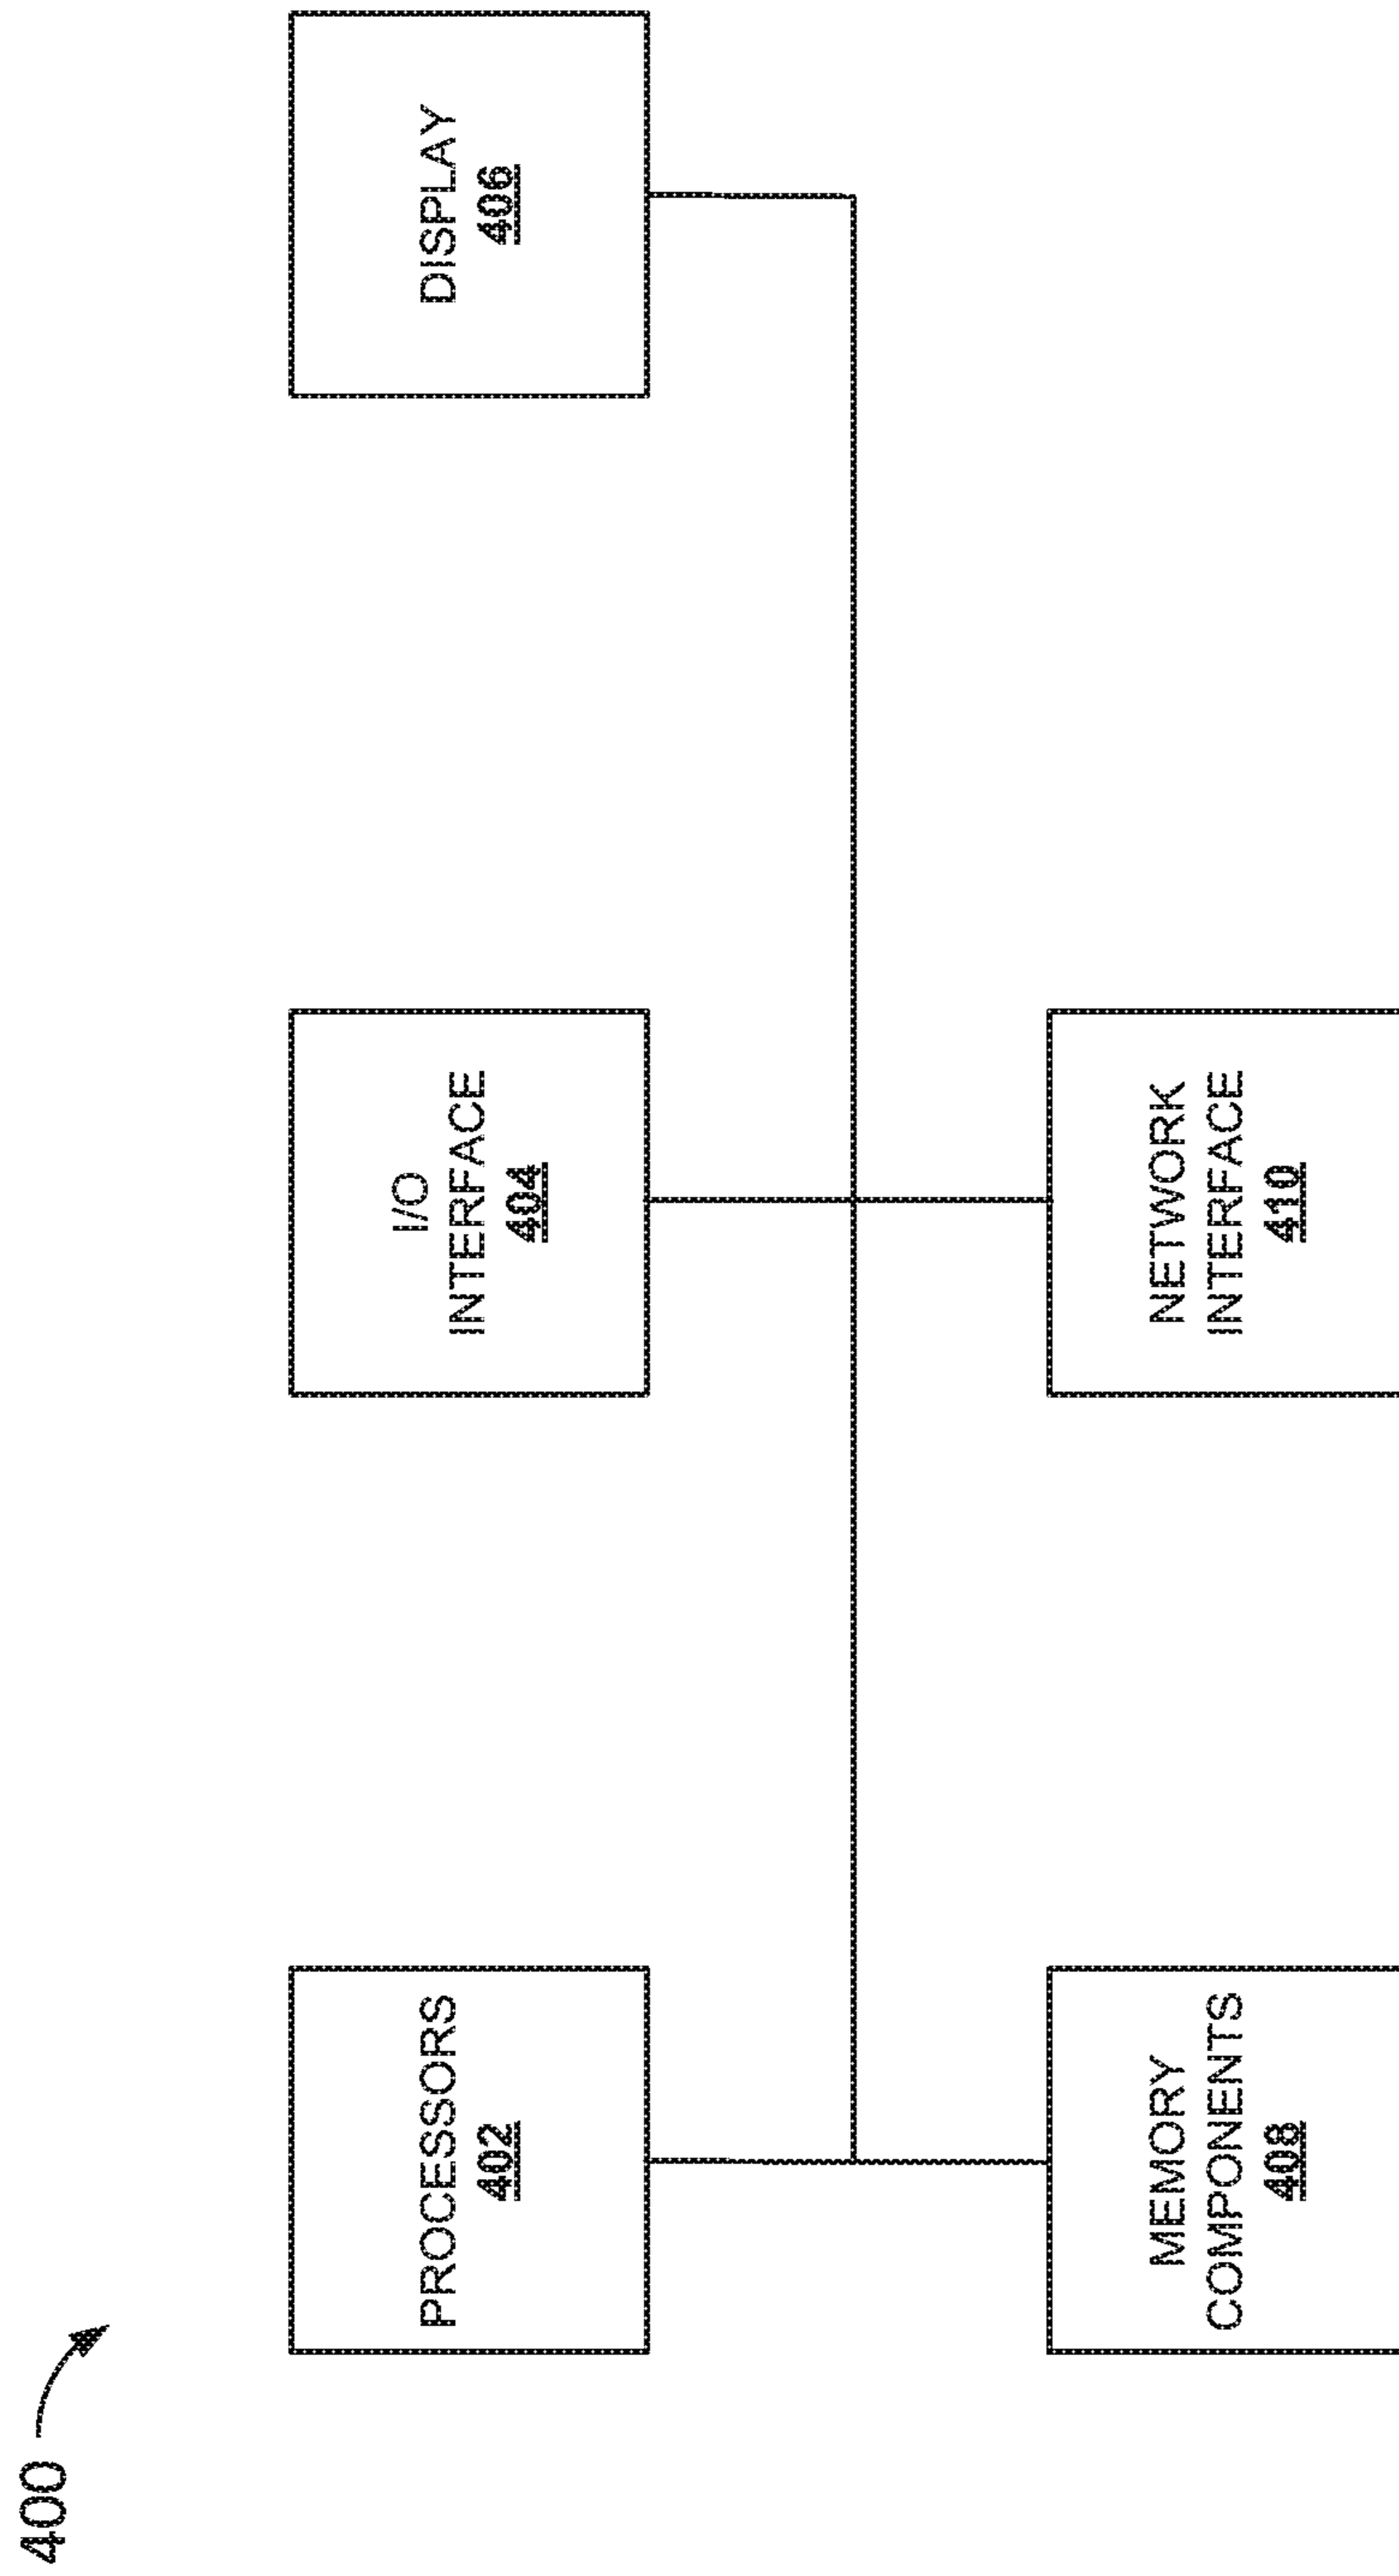 400
PROCESSORS
402
I/O
INTERFACE
404
DISPLAY
406
MEMORY
COMPONENTS
408
NETWORK
INTERFACE
410